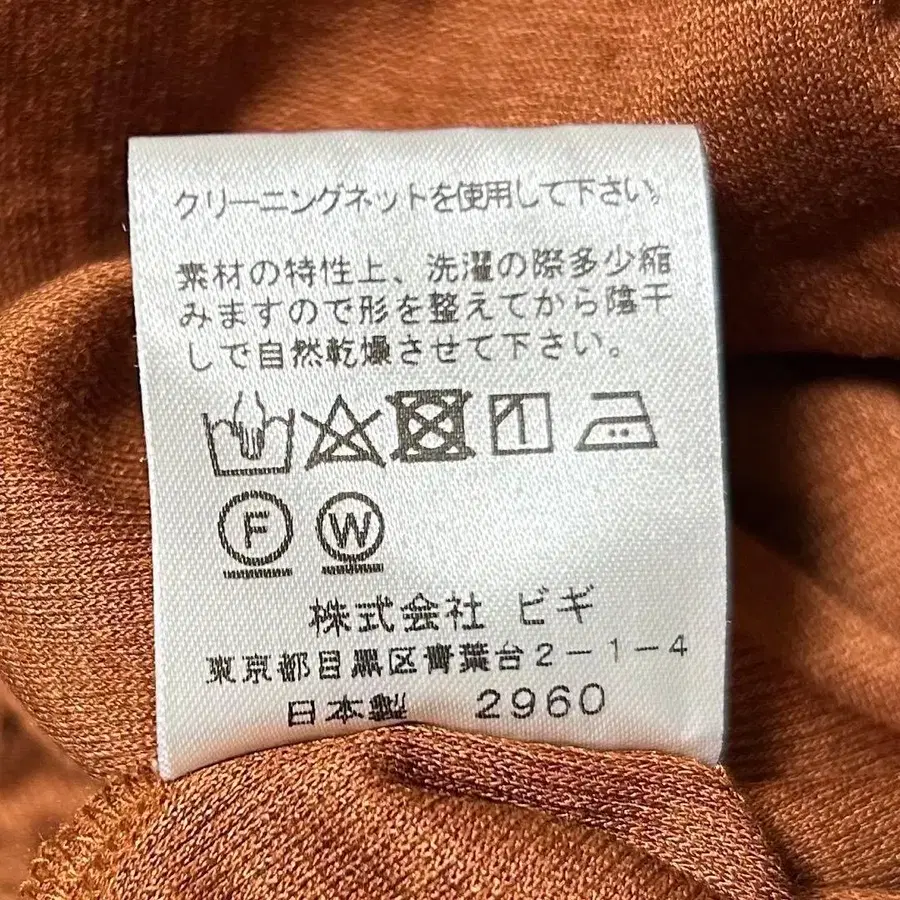 クリーニングネットを使用して下さい。
素材の特性上、洗濯の際多少縮
みますので形を整えてから陰干
しで自然乾燥させて下さい。
F W
株式会社 ビギ
東京都目黒区青葉台2-1-4
日本製 2960